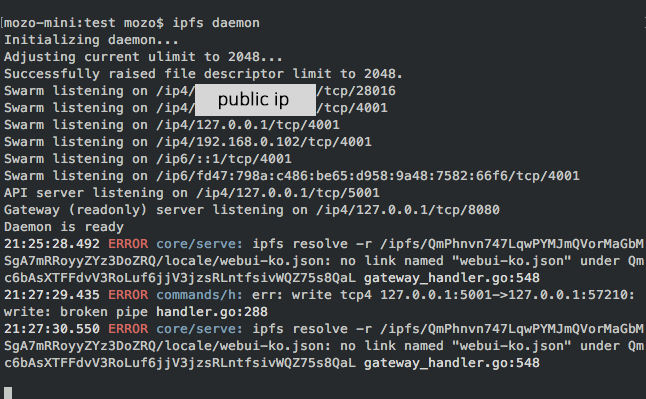 mozo-mini:test mozo$ ipfs daemon
Initializing daemon...
Adjusting current ulimit to 2048...
Successfully raised file descriptor limit to 2048.
Swarm listening on /ip4/ /tcp/28016
public ip
Swarm listening on /ip4/ /tcp/4001
Swarm listening on /ip4/127.0.0.1/tcp/4001
Swarm listening on /ip4/192.168.0.102/tcp/4001
Swarm listening on /ip6/::1/tcp/4001
Swarm listening on /ip6/fd47:798a:c486:be65:d958:9a48:7582:66f6/tcp/4001
API server listening on /ip4/127.0.0.1/tcp/5001
Gateway (readonly) server listening on /ip4/127.0.0.1/tcp/8080
Daemon is ready
21:25:28.492 ERROR core/serve: ipfs resolve -r /ipfs/QmPhnvn747LqwPYMJmQVorMaGbM
SgA7mRRoyyZYz3DoZRQ/locale/webui-ko.json: no link named "webui-ko.json" under Qm
c6bAsXTFFdvV3RoLuf6jjV3jzsRLntfsivWQZ75s8QaL gateway_handler.go:548
21:27:29.435 ERROR commands/h: err: write tcp4 127.0.0.1:5001->127.0.0.1:57210:
write: broken pipe handler.go:288
21:27:30.550 ERROR core/serve: ipfs resolve -r /ipfs/QmPhnvn747LqwPYMJmQVorMaGbM
SgA7mRRoyyZYz3DoZRQ/locale/webui-ko.json: no link named "webui-ko.json" under Qm
c6bAsXTFFdvV3RoLuf6jjV3jzsRLntfsivWQZ75s8QaL gateway_handler.go:548